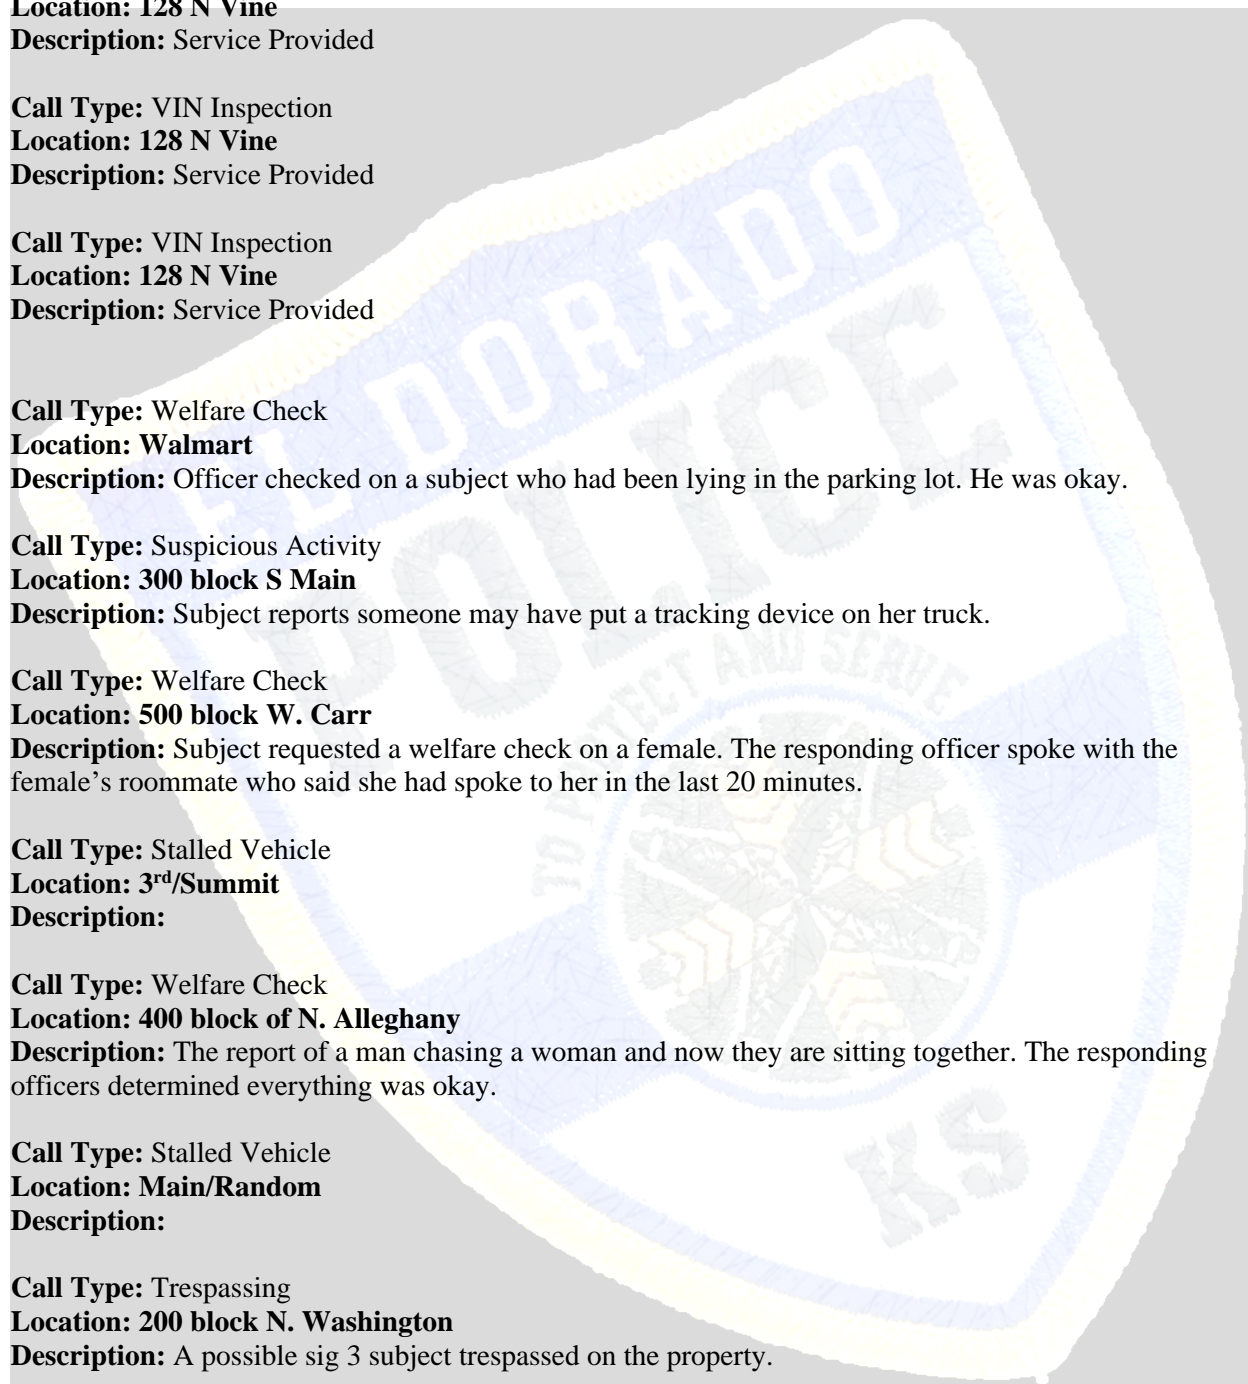 Location: 128 N Vine
Description: Service Provided
Call Type: VIN Inspection
Location: 128 N Vine
Description: Service Provided
Call Type: VIN Inspection
Location: 128 N Vine
Description: Service Provided
Call Type: Welfare Check
Location: Walmart
Description: Officer checked on a subject who had been lying in the parking lot. He was okay.
Call Type: Suspicious Activity
Location: 300 block S Main
Description: Subject reports someone may have put a tracking device on her truck.
Call Type: Welfare Check
Location: 500 block W. Carr
Description: Subject requested a welfare check on a female. The responding officer spoke with the
female’s roommate who said she had spoke to her in the last 20 minutes.
Call Type: Stalled Vehicle
Location: 3rd/Summit
Description:
Call Type: Welfare Check
Location: 400 block of N. Alleghany
Description: The report of a man chasing a woman and now they are sitting together. The responding
officers determined everything was okay.
Call Type: Stalled Vehicle
Location: Main/Random
Description:
Call Type: Trespassing
Location: 200 block N. Washington
Description: A possible sig 3 subject trespassed on the property.
EL DORADO
POLICE
TO PROTECT AND SERVE
KS